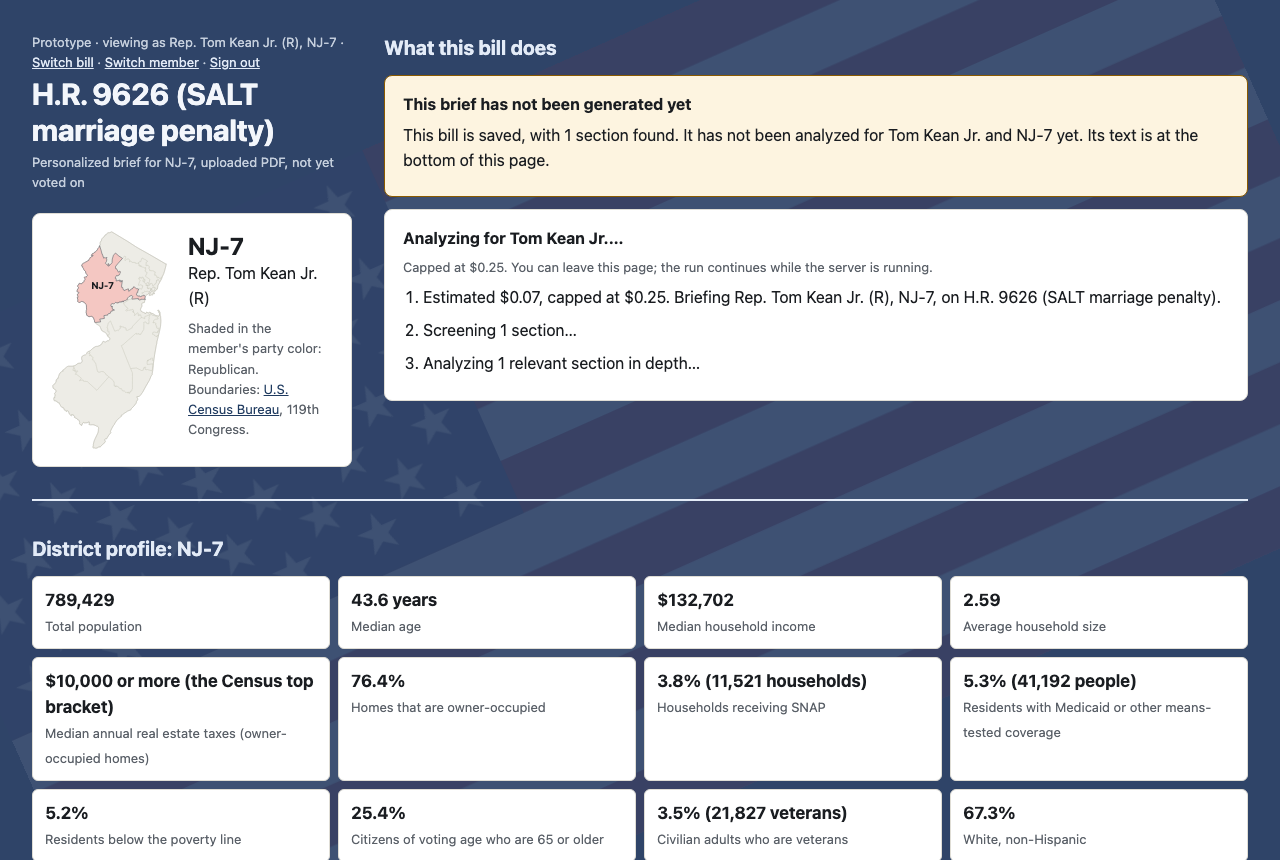 Prototype · viewing as Rep. Tom Kean Jr. (R), NJ-7 ·
Switch bill · Switch member · Sign out
H.R. 9626 (SALT
marriage penalty)
Personalized brief for NJ-7, uploaded PDF, not yet
voted on
NJ-7
NJ-7
Rep. Tom Kean Jr.
(R)
Shaded in the
member's party color:
Republican.
Boundaries: U.S.
Census Bureau, 119th
Congress.
What this bill does
This brief has not been generated yet
This bill is saved, with 1 section found. It has not been analyzed for Tom Kean Jr. and NJ-7 yet. Its text is at the
bottom of this page.
Analyzing for Tom Kean Jr....
Capped at $0.25. You can leave this page; the run continues while the server is running.
1. Estimated $0.07, capped at $0.25. Briefing Rep. Tom Kean Jr. (R), NJ-7, on H.R. 9626 (SALT marriage penalty).
2. Screening 1 section...
3. Analyzing 1 relevant section in depth...
District profile: NJ-7
789,429
Total population
43.6 years
Median age
$132,702
Median household income
2.59
Average household size
$10,000 or more (the Census top
bracket)
Median annual real estate taxes (owner-
occupied homes)
76.4%
Homes that are owner-occupied
3.8% (11,521 households)
Households receiving SNAP
5.3% (41,192 people)
Residents with Medicaid or other means-
tested coverage
5.2%
Residents below the poverty line
25.4%
Citizens of voting age who are 65 or older
3.5% (21,827 veterans)
Civilian adults who are veterans
67.3%
White, non-Hispanic